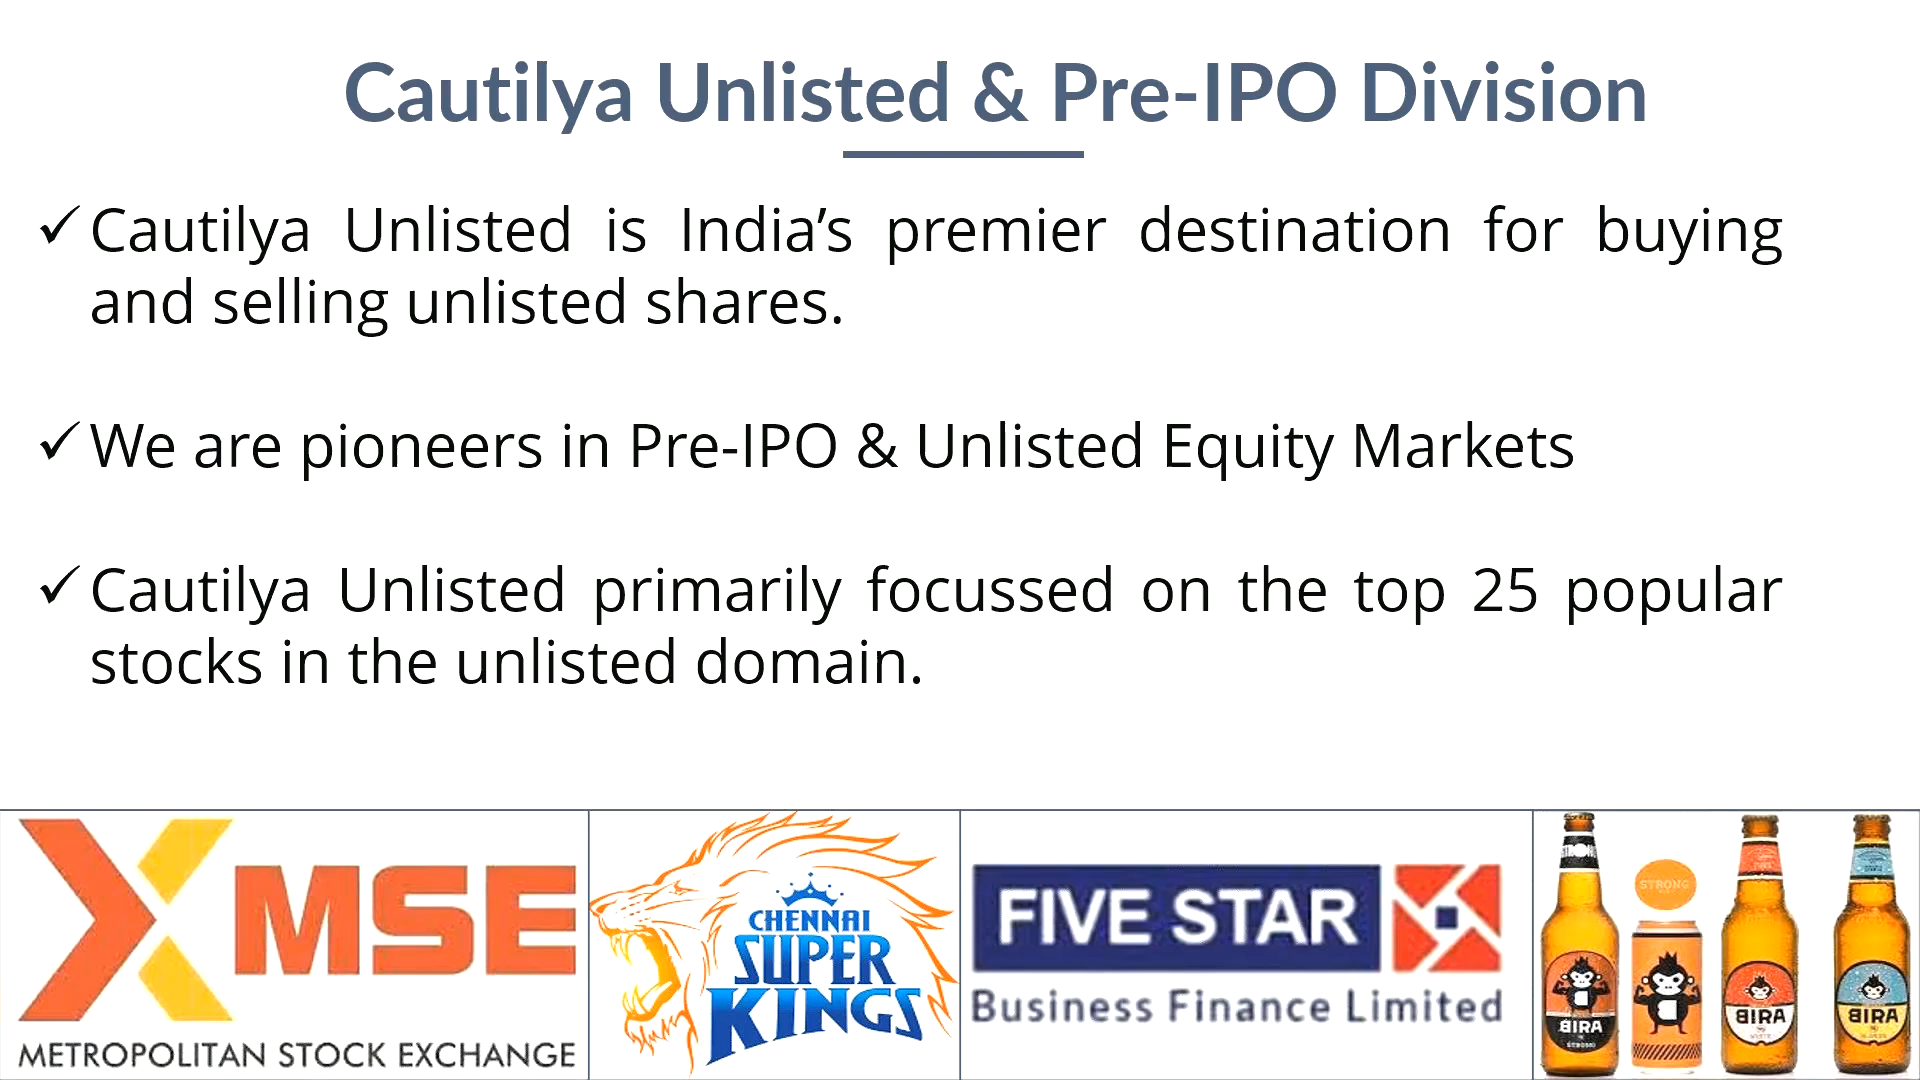 Cautilya Unlisted & Pre-IPO Division
✓ Cautilya Unlisted is India’s premier destination for buying
and selling unlisted shares.
✓ We are pioneers in Pre-IPO & Unlisted Equity Markets
✓ Cautilya Unlisted primarily focussed on the top 25 popular
stocks in the unlisted domain.
X MSE
METROPOLITAN STOCK EXCHANGE
CHENNAI
SUPER
KINGS
FIVE STAR
Business Finance Limited
STRONG
BIRA
STRONG
BIRA
BIRA